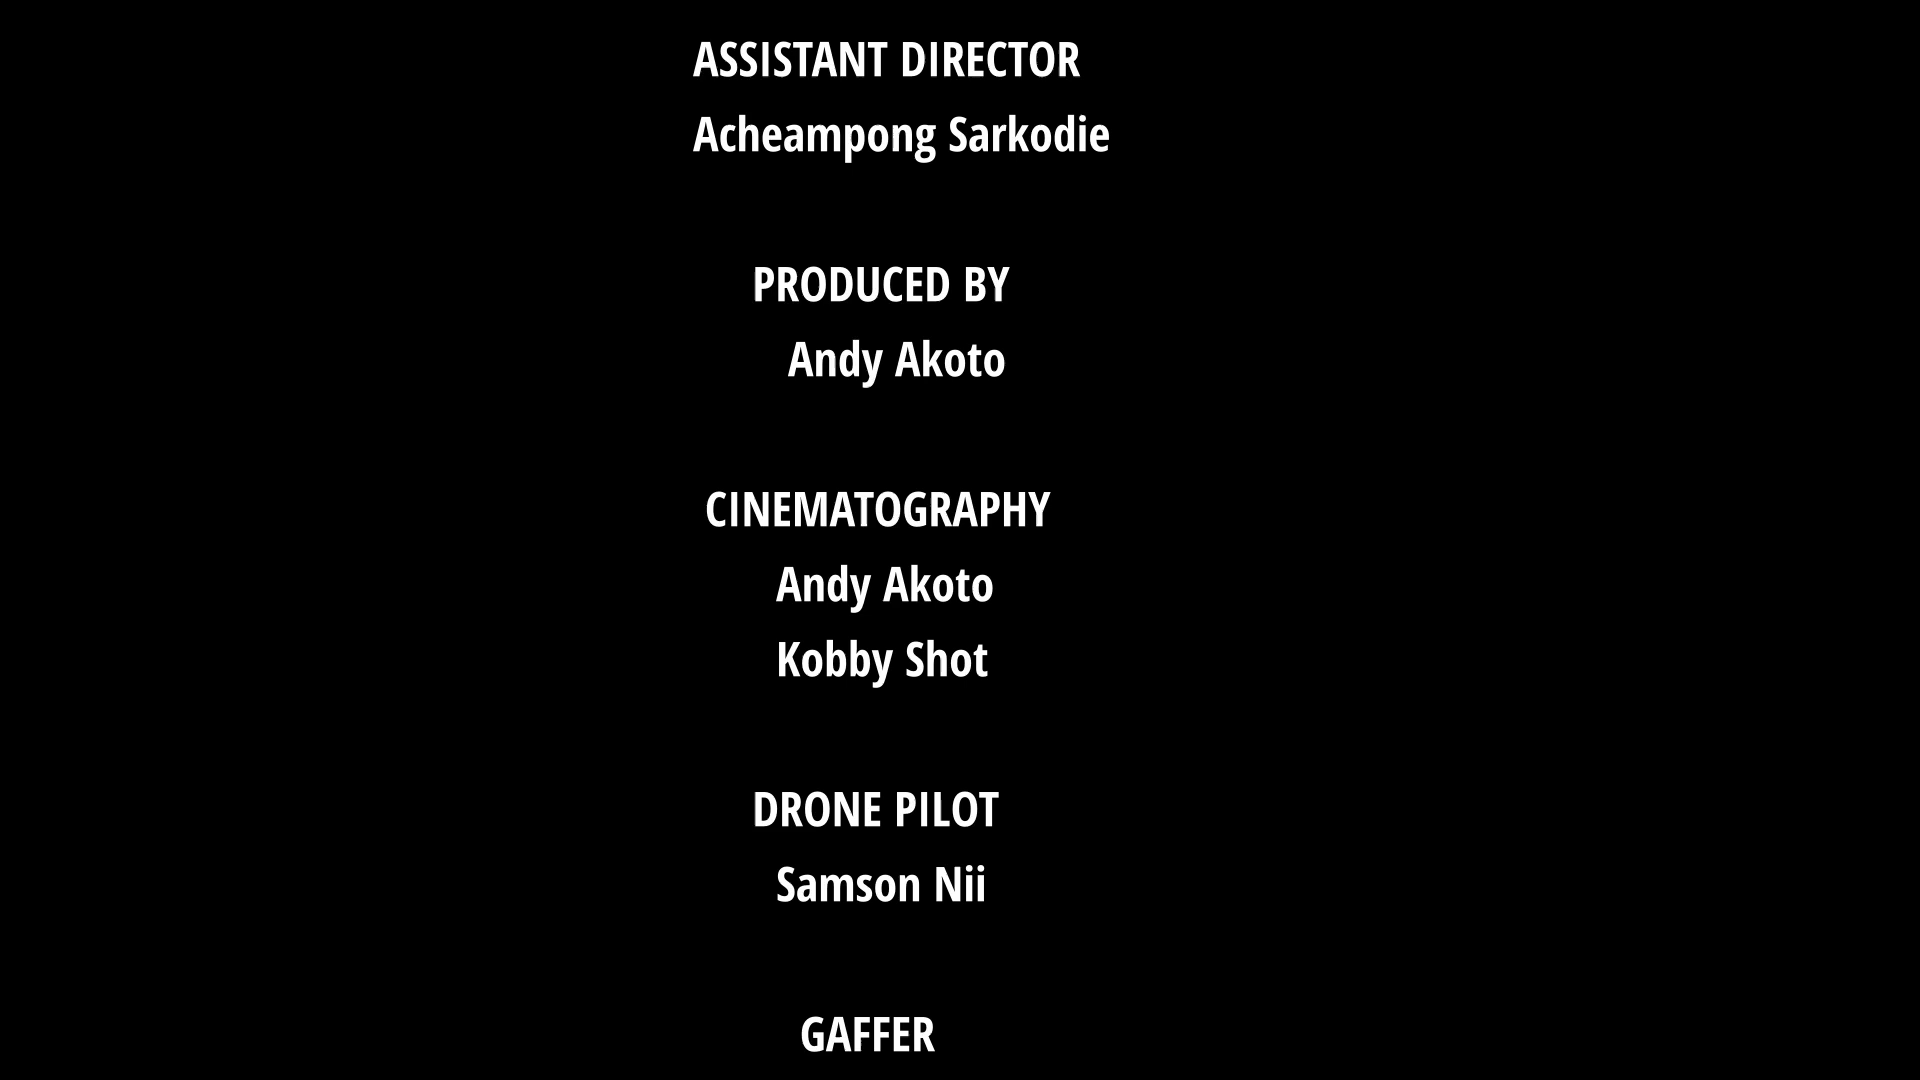 ASSISTANT DIRECTOR
Acheampong Sarkodie
PRODUCED BY
Andy Akoto
CINEMATOGRAPHY
Andy Akoto
Kobby Shot
DRONE PILOT
Samson Nii
GAFFER